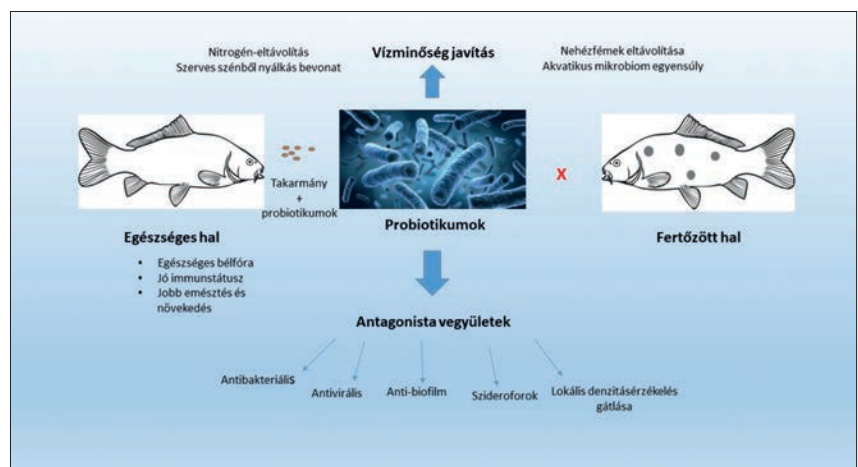 Nitrogén-eltávolítás
Szerves szénből nyálkás bevonat
Vízminőség javítás
Nehézfémek eltávolítása
Akvatikus mikrobiom egyensúly
Takarmány
+
probiotikumok
X
Probiotikumok
Egészséges hal
• Egészséges bélfóra
• Jó immunstátusz
• Jobb emésztés és
növekedés
Fertőzött hal
Antagonista vegyületek
Antibakteriális
Antivirális
Anti-biofilm
Szideroforok
Lokális denzitásérzékelés
gátlása